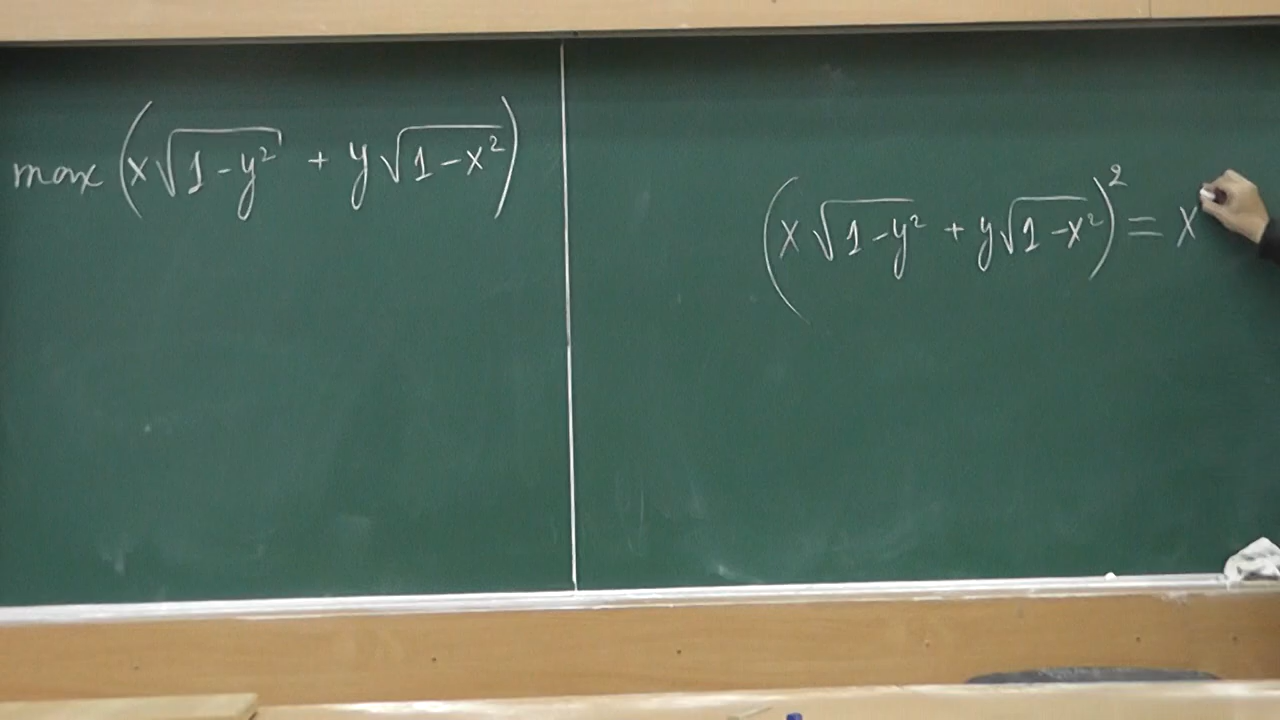 max (x√(1-y²) + y√(1-x²))
(x√(1-y²) + y√(1-x²))² = x